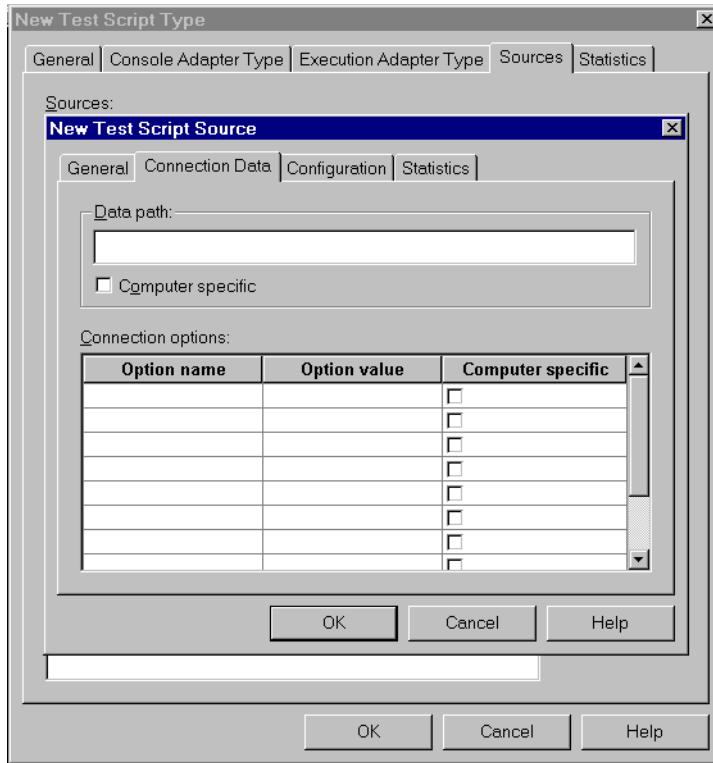 New Test Script Type
General Console Adapter Type Execution Adapter Type Sources Statistics
Sources:
New Test Script Source
General Connection Data Configuration Statistics
Data path:
Computer specific
Connection options:
Option name Option value Computer specific
OK Cancel Help
OK Cancel Help